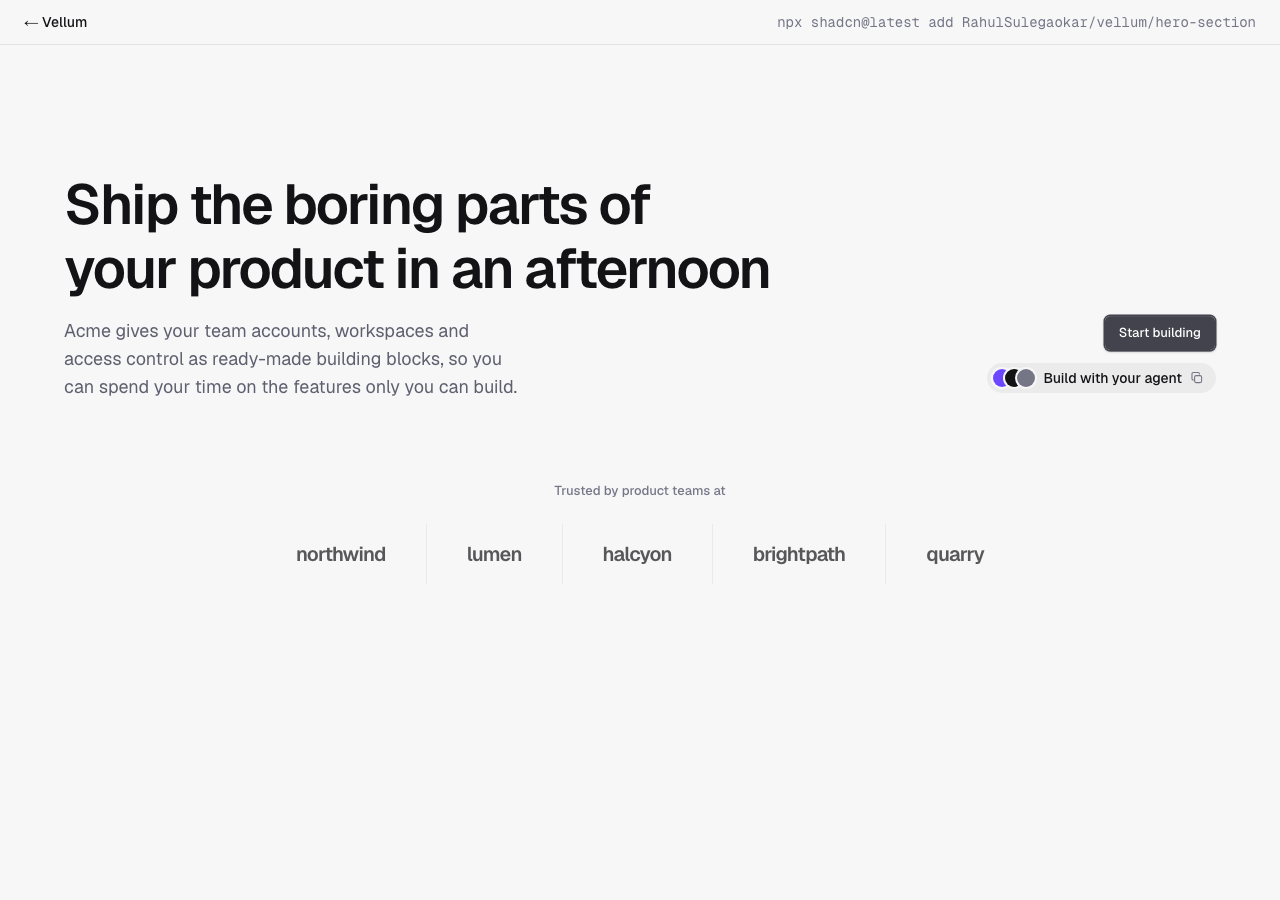 ← Vellum
npx shadcn@latest add RahulSulegaokar/vellum/hero-section
Ship the boring parts of
your product in an afternoon
Acme gives your team accounts, workspaces and
access control as ready-made building blocks, so you
can spend your time on the features only you can build.
Start building
Build with your agent
Trusted by product teams at
northwind
lumen
halcyon
brightpath
quarry